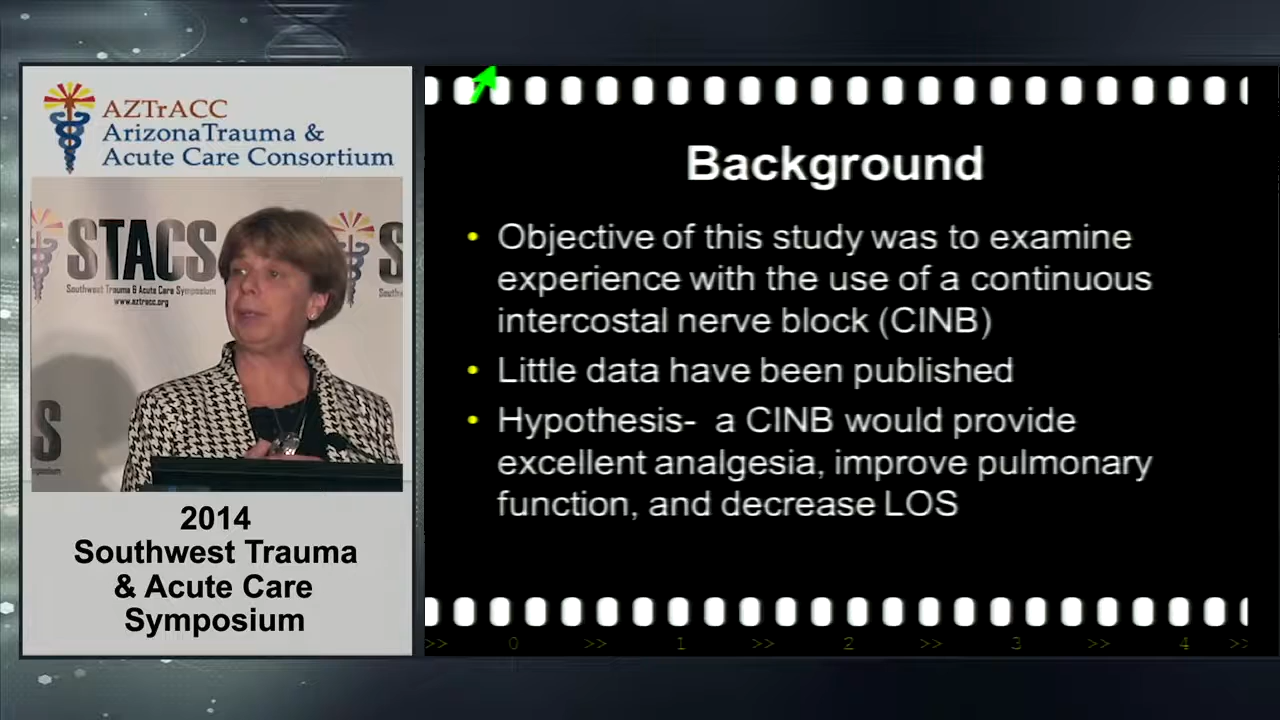 AZTrACC
ArizonaTrauma &
Acute Care Consortium
STACS
Southwest Trauma & Acute Care Symposium
www.aztracc.org
S
S
2014
Southwest Trauma
& Acute Care
Symposium
Background
• Objective of this study was to examine
experience with the use of a continuous
intercostal nerve block (CINB)
• Little data have been published
• Hypothesis- a CINB would provide
excellent analgesia, improve pulmonary
function, and decrease LOS
>> 0 >> 1 >> 2 >> 3 >> 4 >>